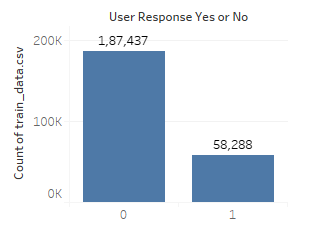 User Response Yes or No
200K
1,87,437
Count of train_data.csv
100K
58,288
0K
0
1